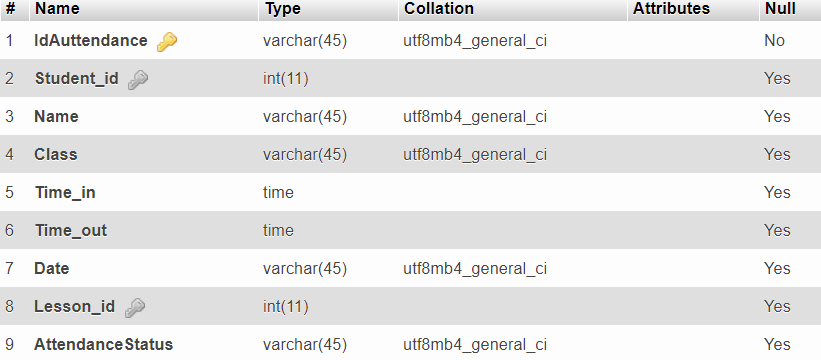 # Name Type Collation Attributes Null
1 IdAuttendance varchar(45) utf8mb4_general_ci No
2 Student_id int(11) Yes
3 Name varchar(45) utf8mb4_general_ci Yes
4 Class varchar(45) utf8mb4_general_ci Yes
5 Time_in time Yes
6 Time_out time Yes
7 Date varchar(45) utf8mb4_general_ci Yes
8 Lesson_id int(11) Yes
9 AttendanceStatus varchar(45) utf8mb4_general_ci Yes